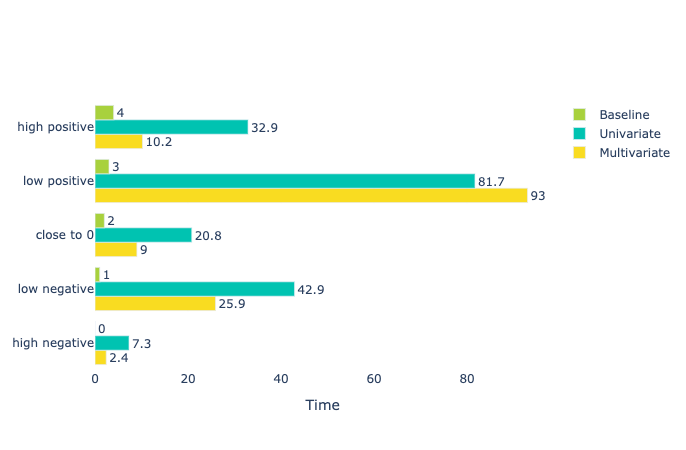 4
high positive 32.9
10.2
3
low positive 81.7
93
2
close to 0 20.8
9
1
low negative 42.9
25.9
0
high negative 7.3
2.4
0 20 40 60 80
Time
Baseline
Univariate
Multivariate